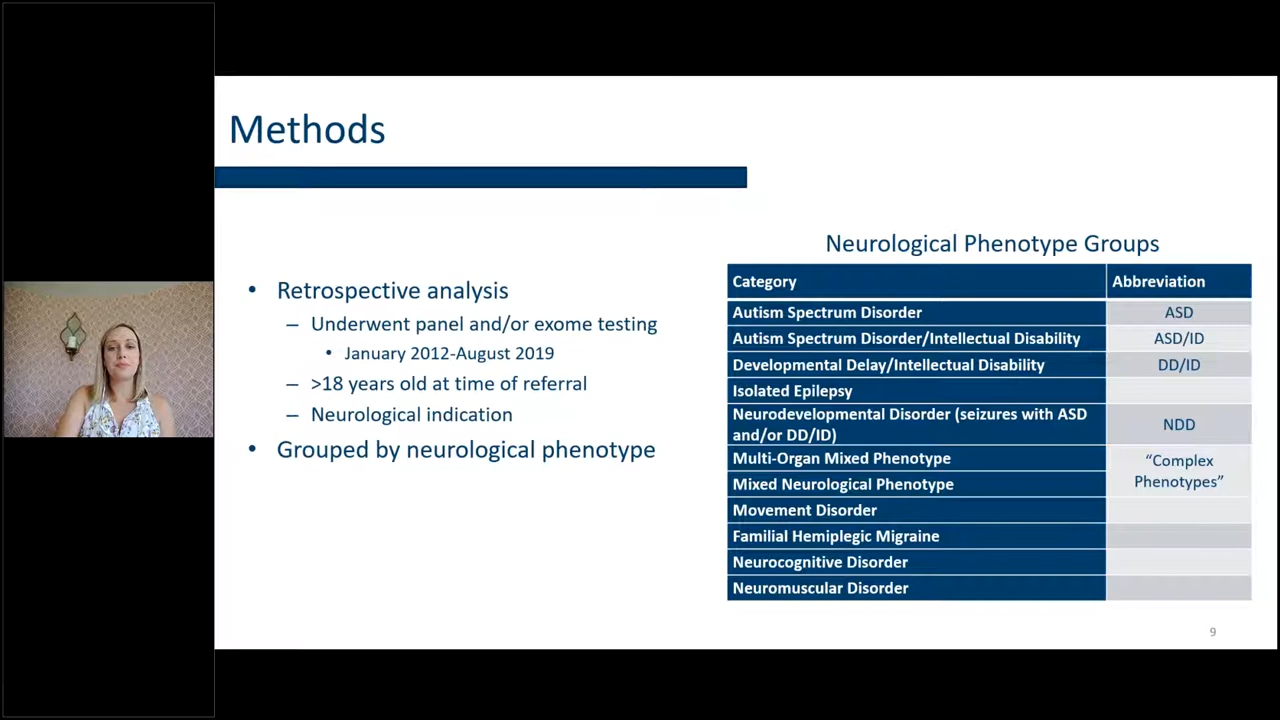 Methods
• Retrospective analysis
– Underwent panel and/or exome testing
• January 2012-August 2019
– >18 years old at time of referral
– Neurological indication
• Grouped by neurological phenotype
Neurological Phenotype Groups
Category Abbreviation
Autism Spectrum Disorder ASD
Autism Spectrum Disorder/Intellectual Disability ASD/ID
Developmental Delay/Intellectual Disability DD/ID
Isolated Epilepsy
Neurodevelopmental Disorder (seizures with ASD
and/or DD/ID) NDD
Multi-Organ Mixed Phenotype “Complex
Mixed Neurological Phenotype Phenotypes”
Movement Disorder
Familial Hemiplegic Migraine
Neurocognitive Disorder
Neuromuscular Disorder
9